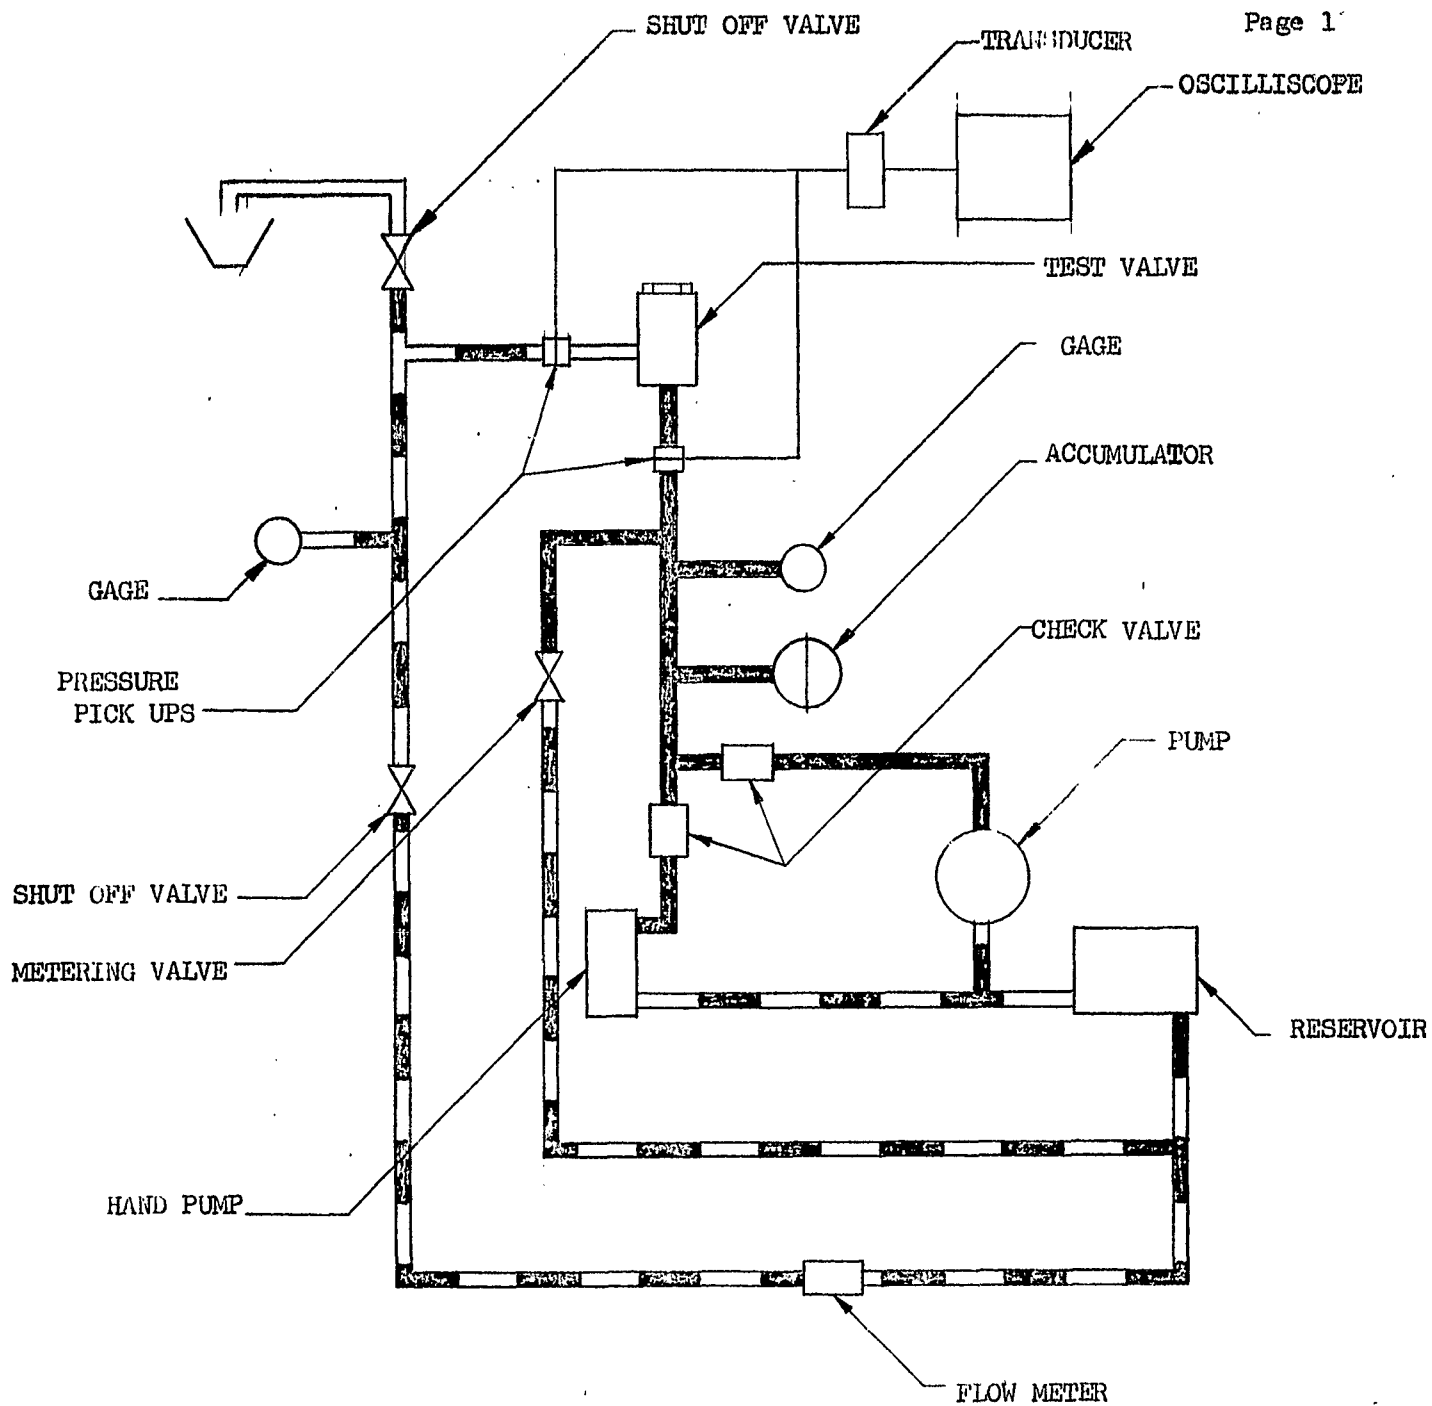 Page 1
SHUT OFF VALVE
TRANSDUCER
OSCILLISCOPE
TEST VALVE
GAGE
ACCUMULATOR
GAGE
CHECK VALVE
PRESSURE
PICK UPS
PUMP
SHUT OFF VALVE
METERING VALVE
RESERVOIR
HAND PUMP
FLOW METER